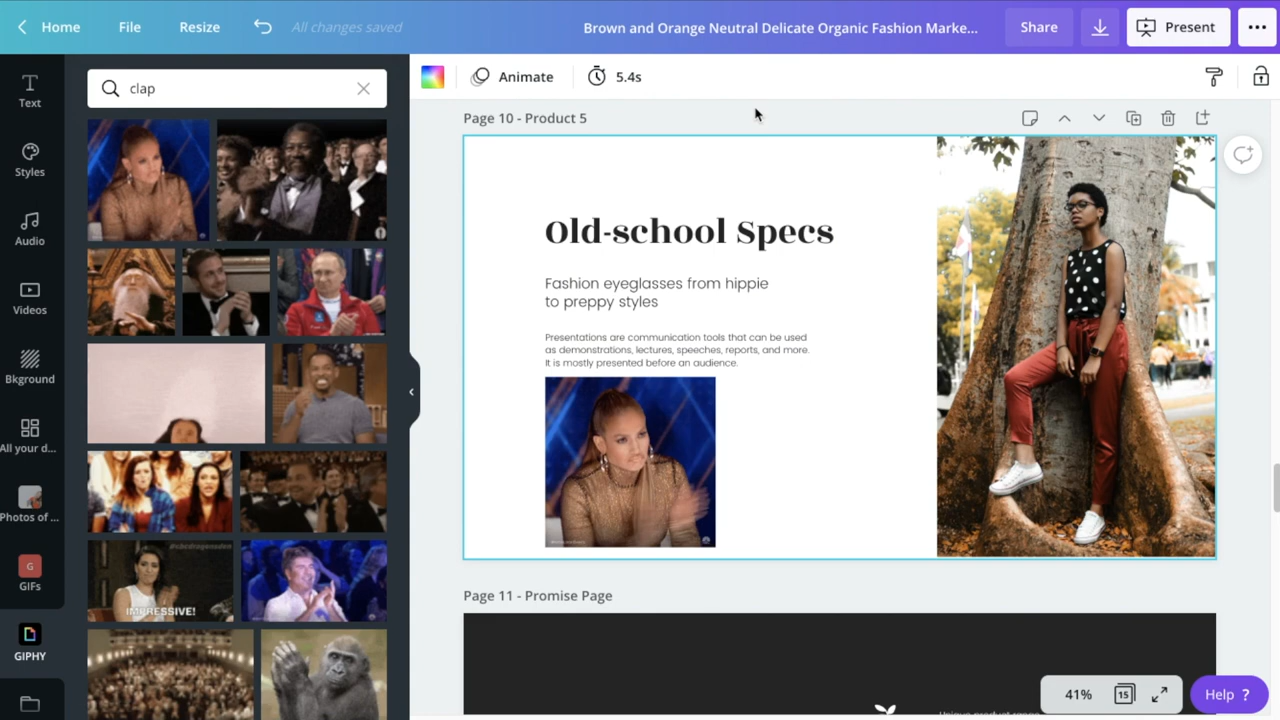 Home
File
Resize
All changes saved
Brown and Orange Neutral Delicate Organic Fashion Marke...
Share
Present
Text
Styles
Audio
Videos
Bkground
All your d...
Photos of ...
G
GIFs
GIPHY
clap
IMPRESSIVE!
Animate
5.4s
Page 10 - Product 5
Old-school Specs
Fashion eyeglasses from hippie
to preppy styles
Presentations are communication tools that can be used
as demonstrations, lectures, speeches, reports, and more.
It is mostly presented before an audience.
Page 11 - Promise Page
Unique product range
41%
15
Help ?